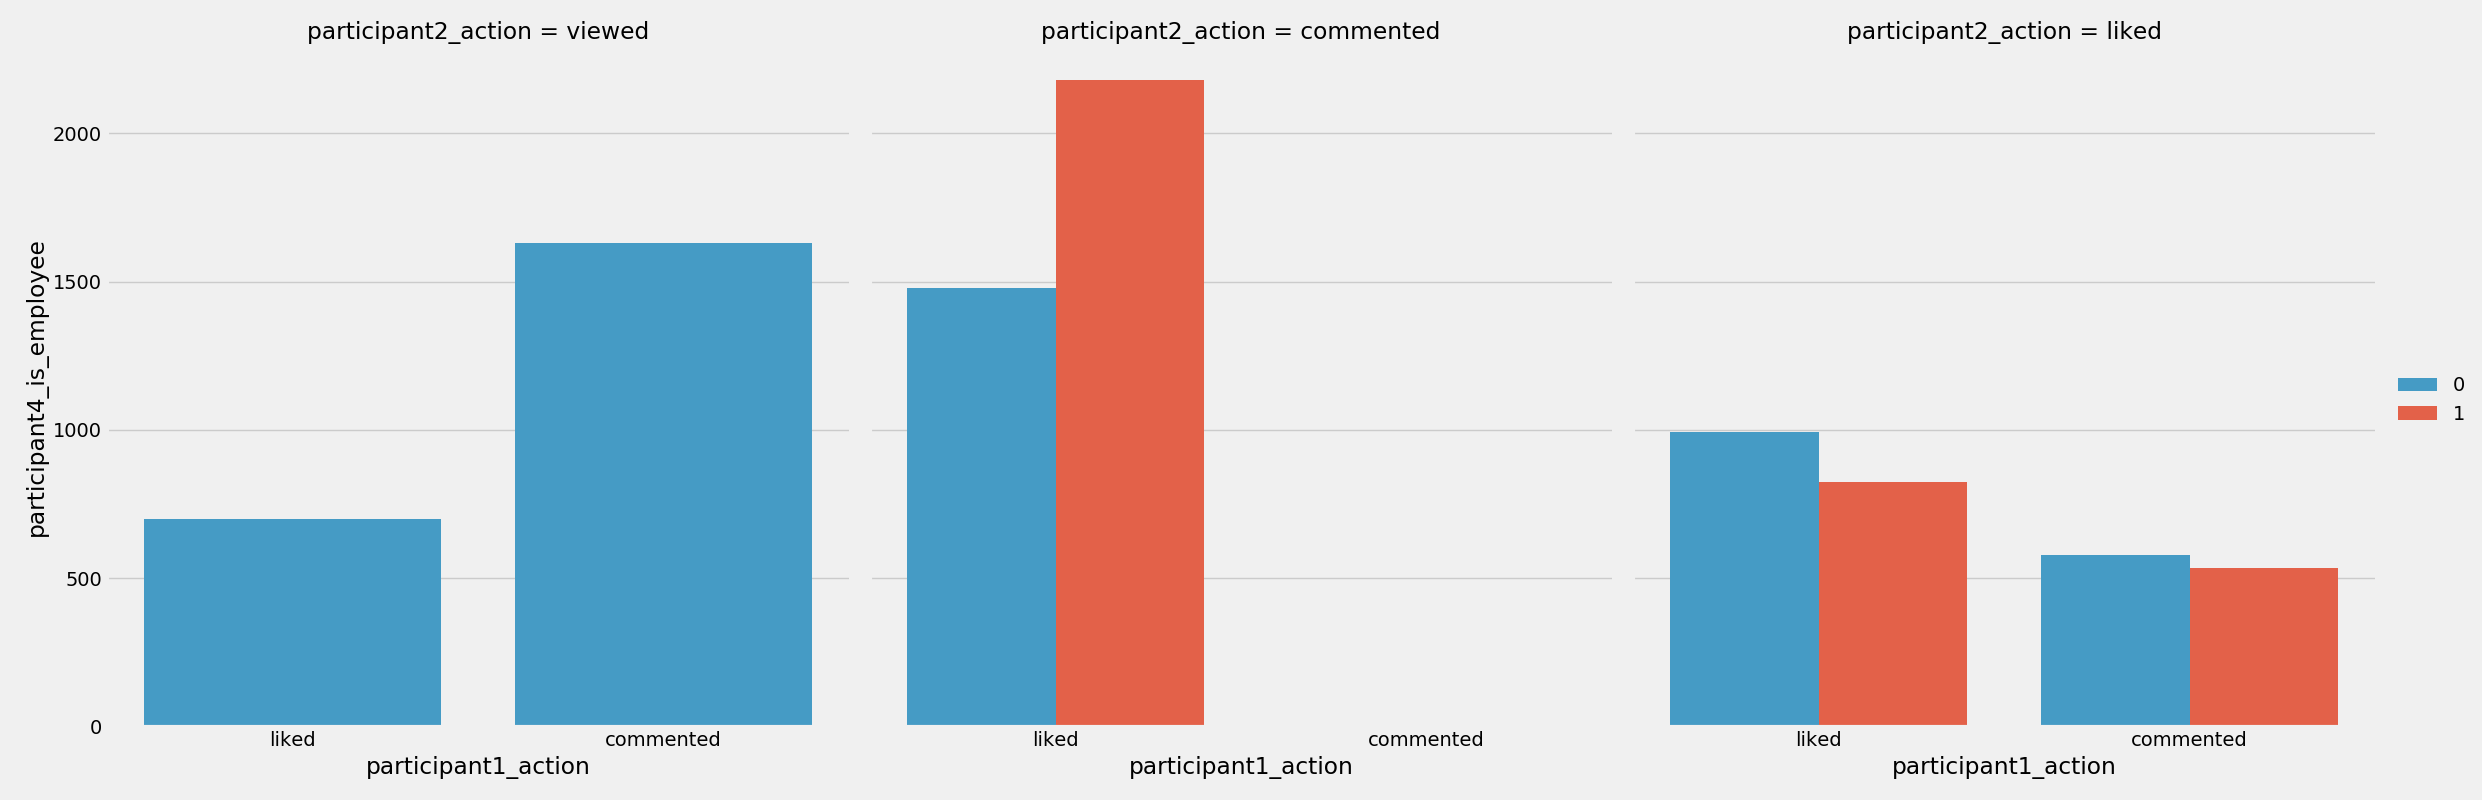 participant2_action = viewed
participant2_action = commented
participant2_action = liked
participant4_is_employee
2000
1500
1000
500
0
liked
commented
participant1_action
liked
commented
participant1_action
liked
commented
participant1_action
0
1